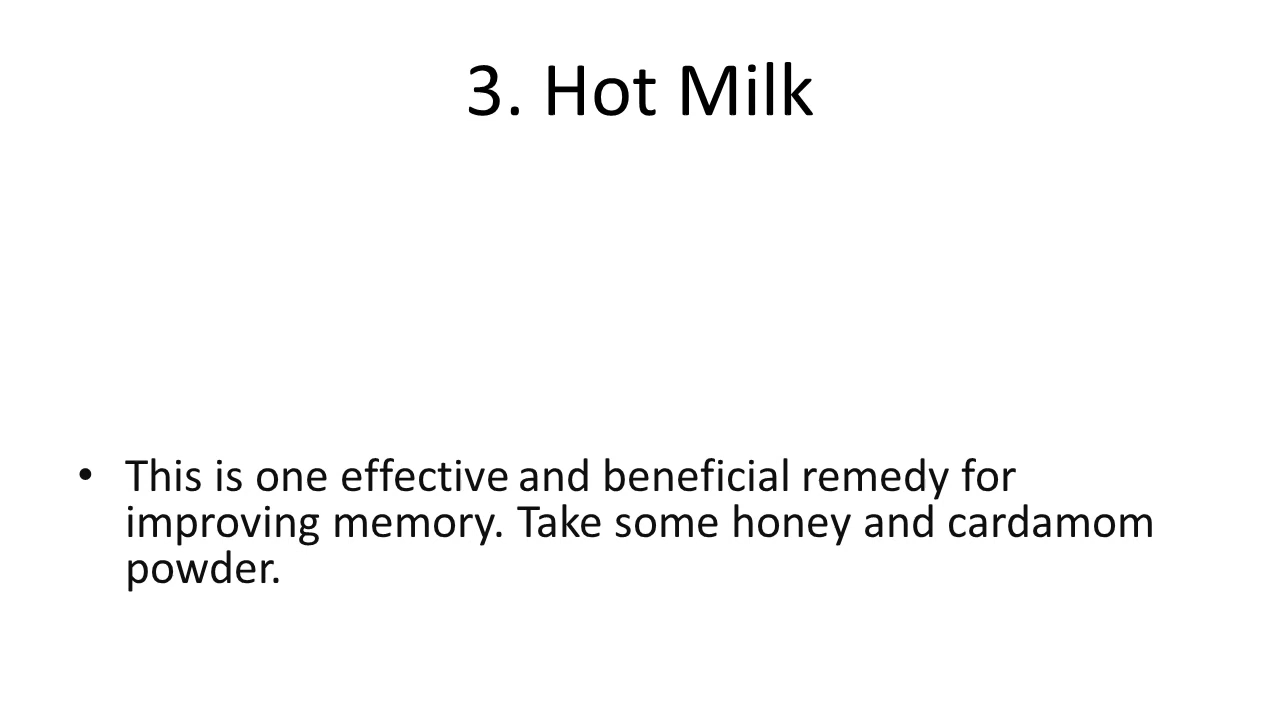 3. Hot Milk
• This is one effective and beneficial remedy for
improving memory. Take some honey and cardamom
powder.